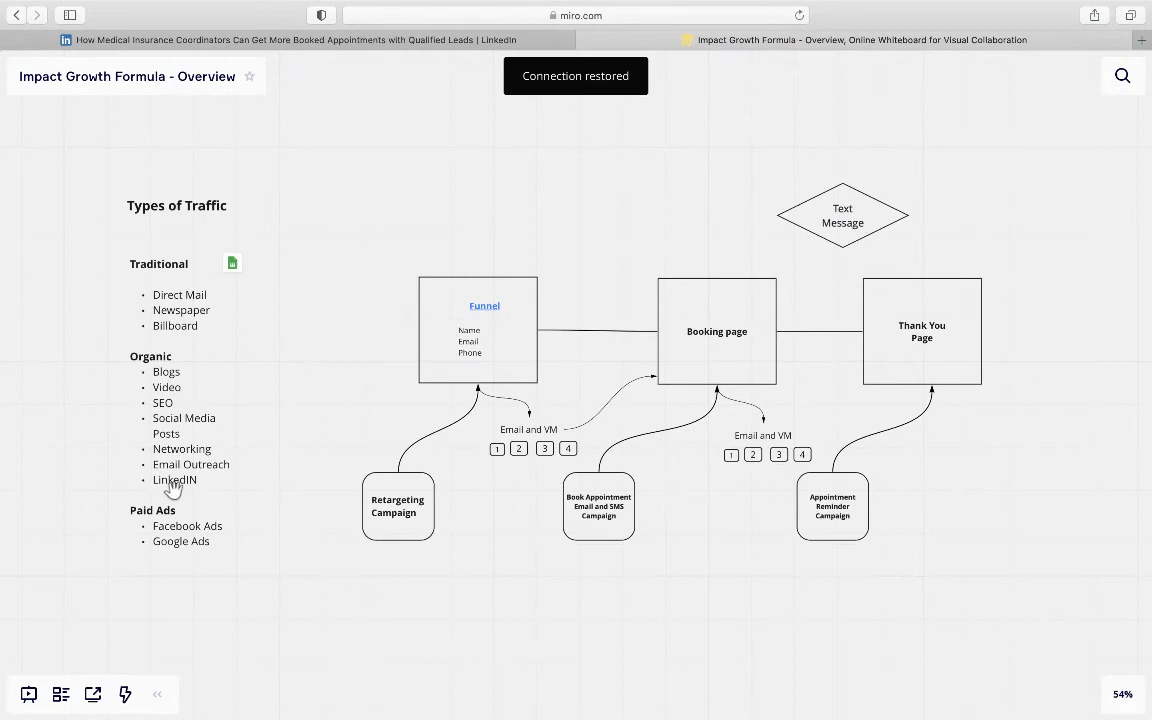 miro.com
How Medical Insurance Coordinators Can Get More Booked Appointments with Qualified Leads | LinkedIn
Impact Growth Formula - Overview, Online Whiteboard for Visual Collaboration
Impact Growth Formula - Overview
Connection restored
Types of Traffic
Traditional
• Direct Mail
• Newspaper
• Billboard
Organic
• Blogs
• Video
• SEO
• Social Media
Posts
• Networking
• Email Outreach
• LinkedIN
Paid Ads
• Facebook Ads
• Google Ads
Text
Message
Funnel
Name
Email
Phone
Booking page
Thank You
Page
Email and VM
1 2 3 4
Email and VM
1 2 3 4
Retargeting
Campaign
Book Appointment
Email and SMS
Campaign
Appointment
Reminder
Campaign
54%